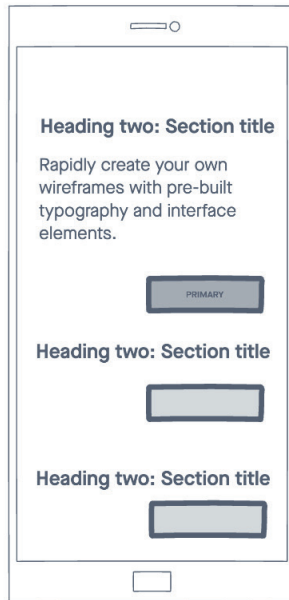 Heading two: Section title
Rapidly create your own
wireframes with pre-built
typography and interface
elements.
PRIMARY
Heading two: Section title
Heading two: Section title